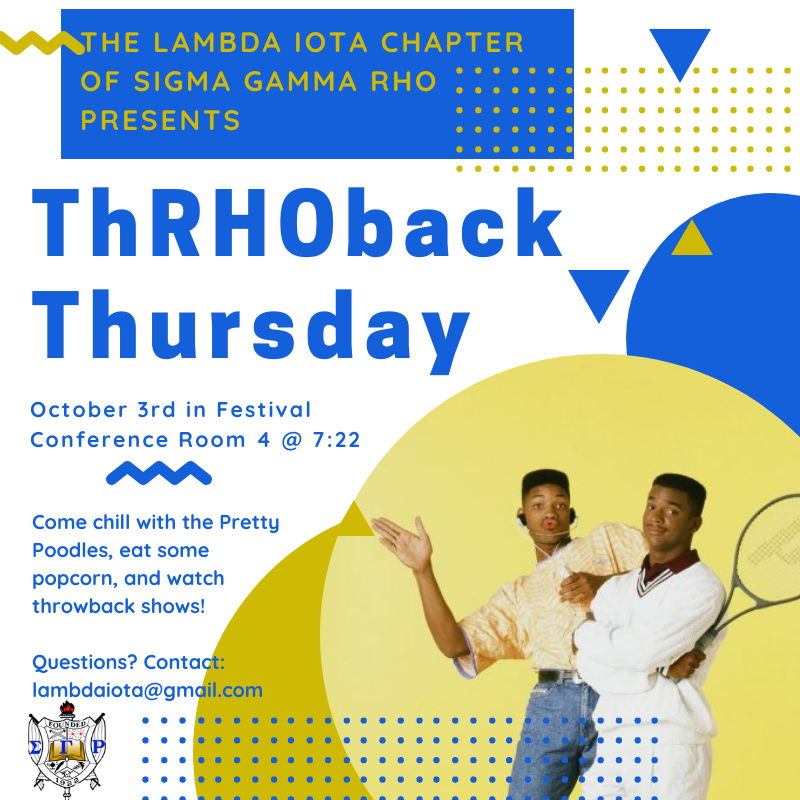 THE LAMBDA IOTA CHAPTER
OF SIGMA GAMMA RHO
PRESENTS
ThRHOback
Thursday
October 3rd in Festival
Conference Room 4 @ 7:22
Come chill with the Pretty
Poodles, eat some
popcorn, and watch
throwback shows!
Questions? Contact:
lambdaiota@gmail.com
FOUNDED
Σ Γ Ρ
1922